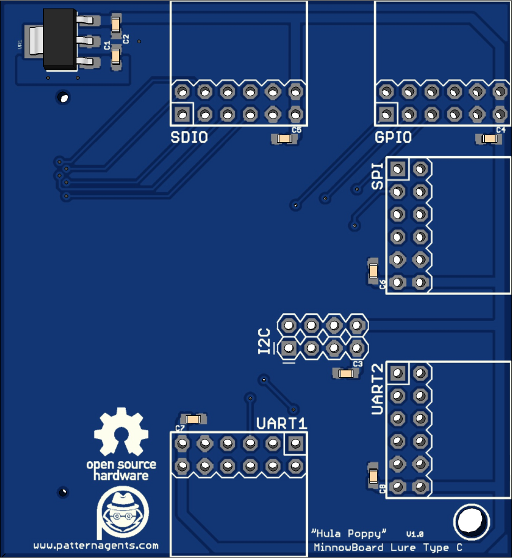 C1
C2
SDIO
C5
GPIO
C4
SPI
C6
I2C
C3
UART2
C7
UART1
C8
open source
hardware
www.patternagents.com
"Hula Poppy" V1.0
MinnowBoard Lure Type C